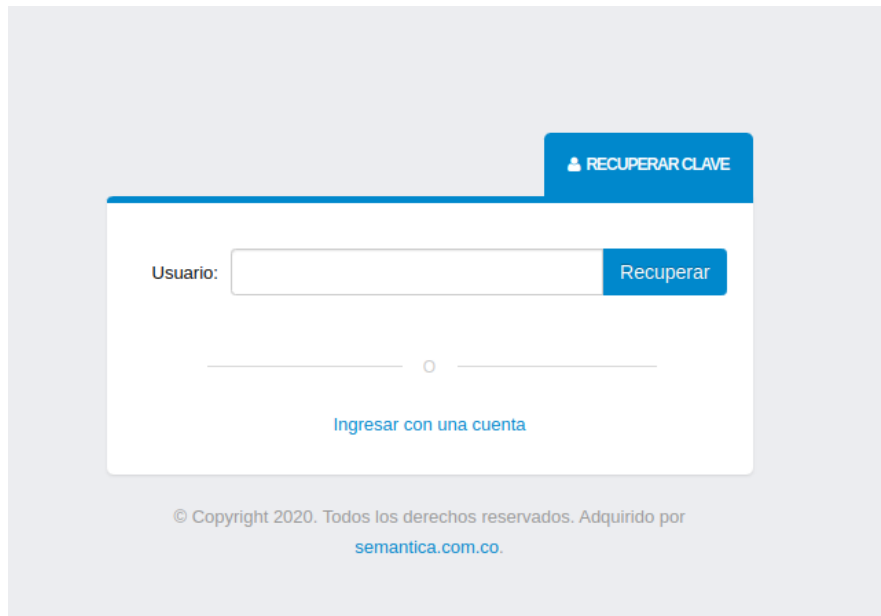 RECUPERAR CLAVE
Usuario:
Recuperar
O
Ingresar con una cuenta
© Copyright 2020. Todos los derechos reservados. Adquirido por
semantica.com.co.